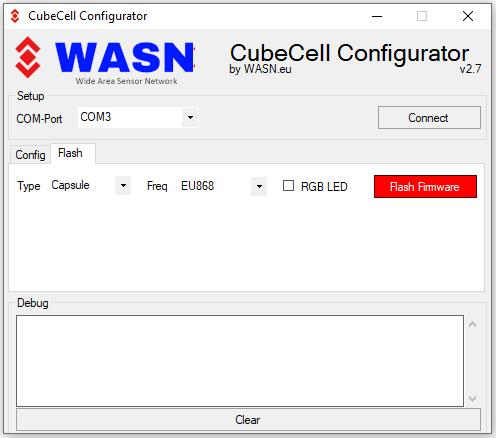 CubeCell Configurator
WASN
Wide Area Sensor Network
CubeCell Configurator
by WASN.eu
v2.7
Setup
COM-Port COM3 Connect
Config Flash
Type Capsule Freq EU868 RGB LED Flash Firmware
Debug
Clear